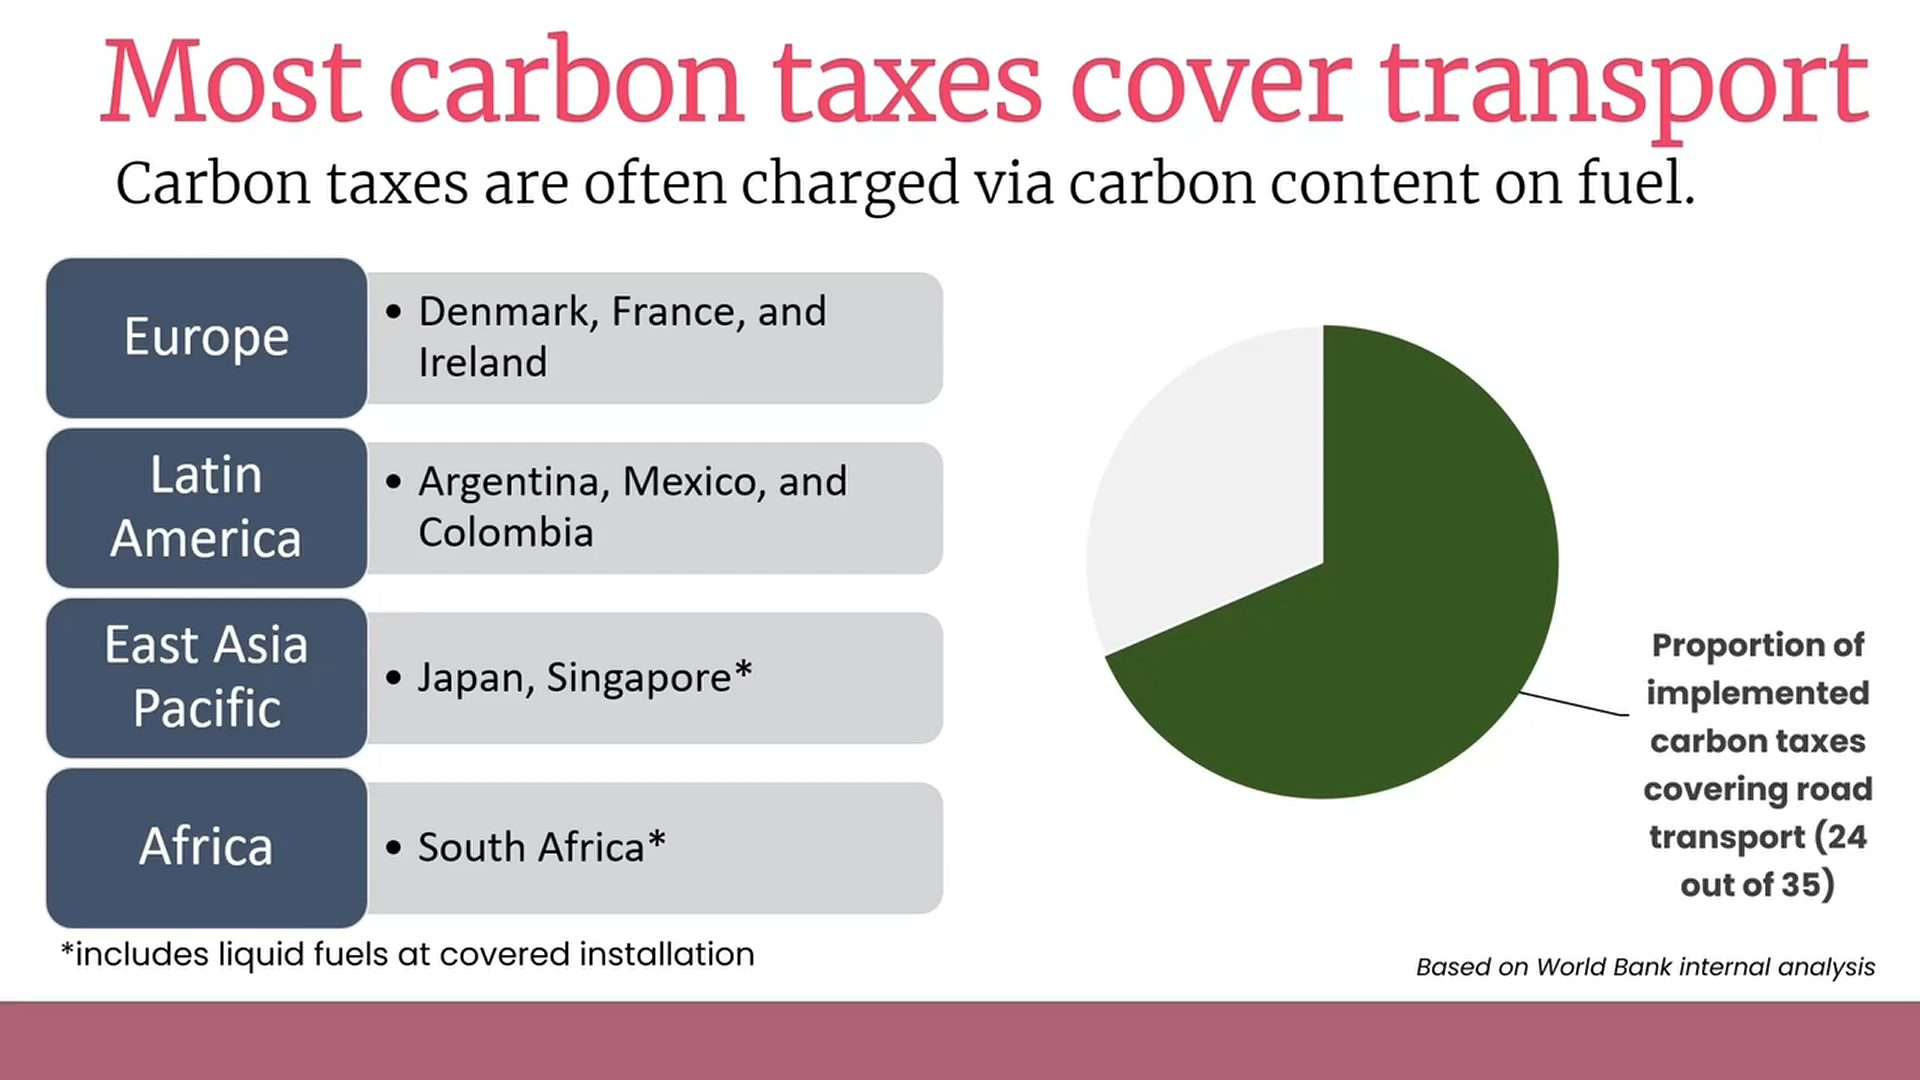 Most carbon taxes cover transport
Carbon taxes are often charged via carbon content on fuel.
Europe
• Denmark, France, and
Ireland
Latin
America
• Argentina, Mexico, and
Colombia
East Asia
Pacific
• Japan, Singapore*
Africa
• South Africa*
*includes liquid fuels at covered installation
Proportion of
implemented
carbon taxes
covering road
transport (24
out of 35)
Based on World Bank internal analysis